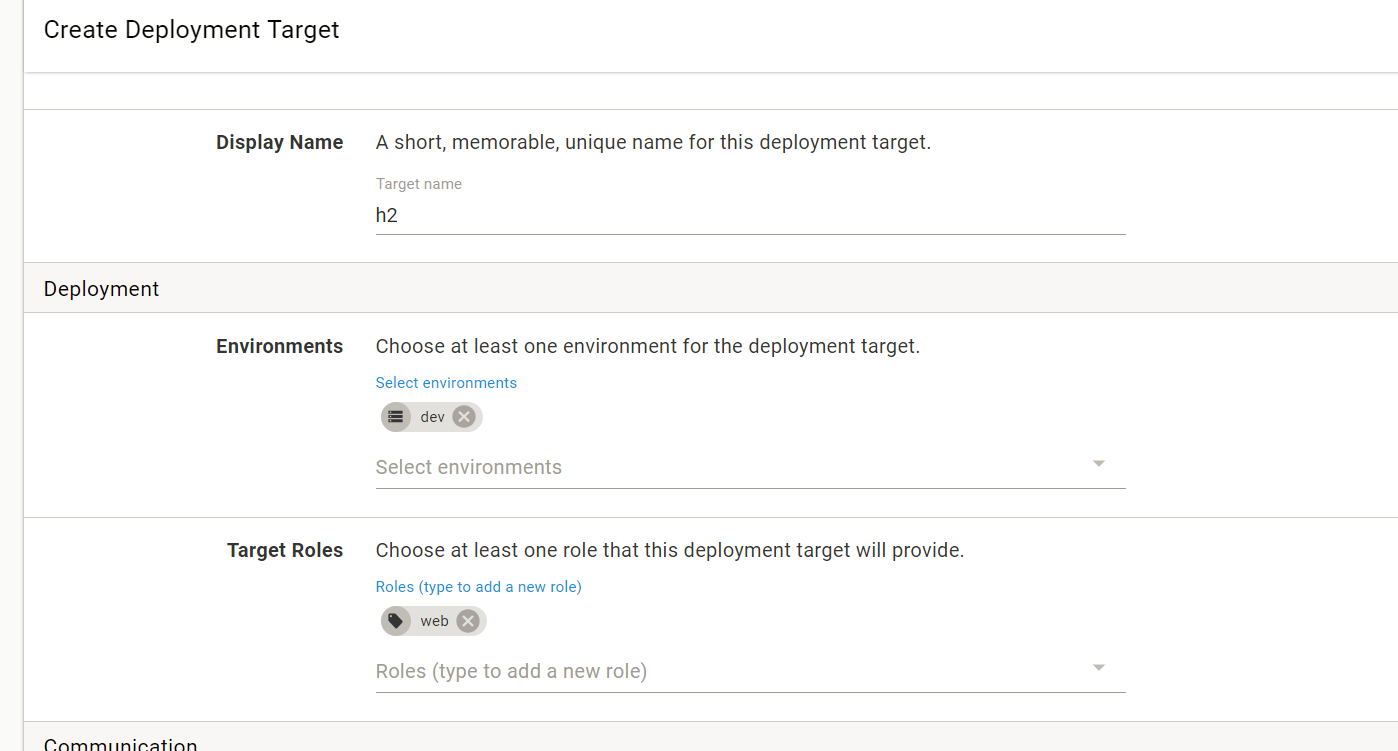 Create Deployment Target
Display Name
A short, memorable, unique name for this deployment target.
Target name
h2
Deployment
Environments
Choose at least one environment for the deployment target.
Select environments
dev
Select environments
Target Roles
Choose at least one role that this deployment target will provide.
Roles (type to add a new role)
web
Roles (type to add a new role)
Communication